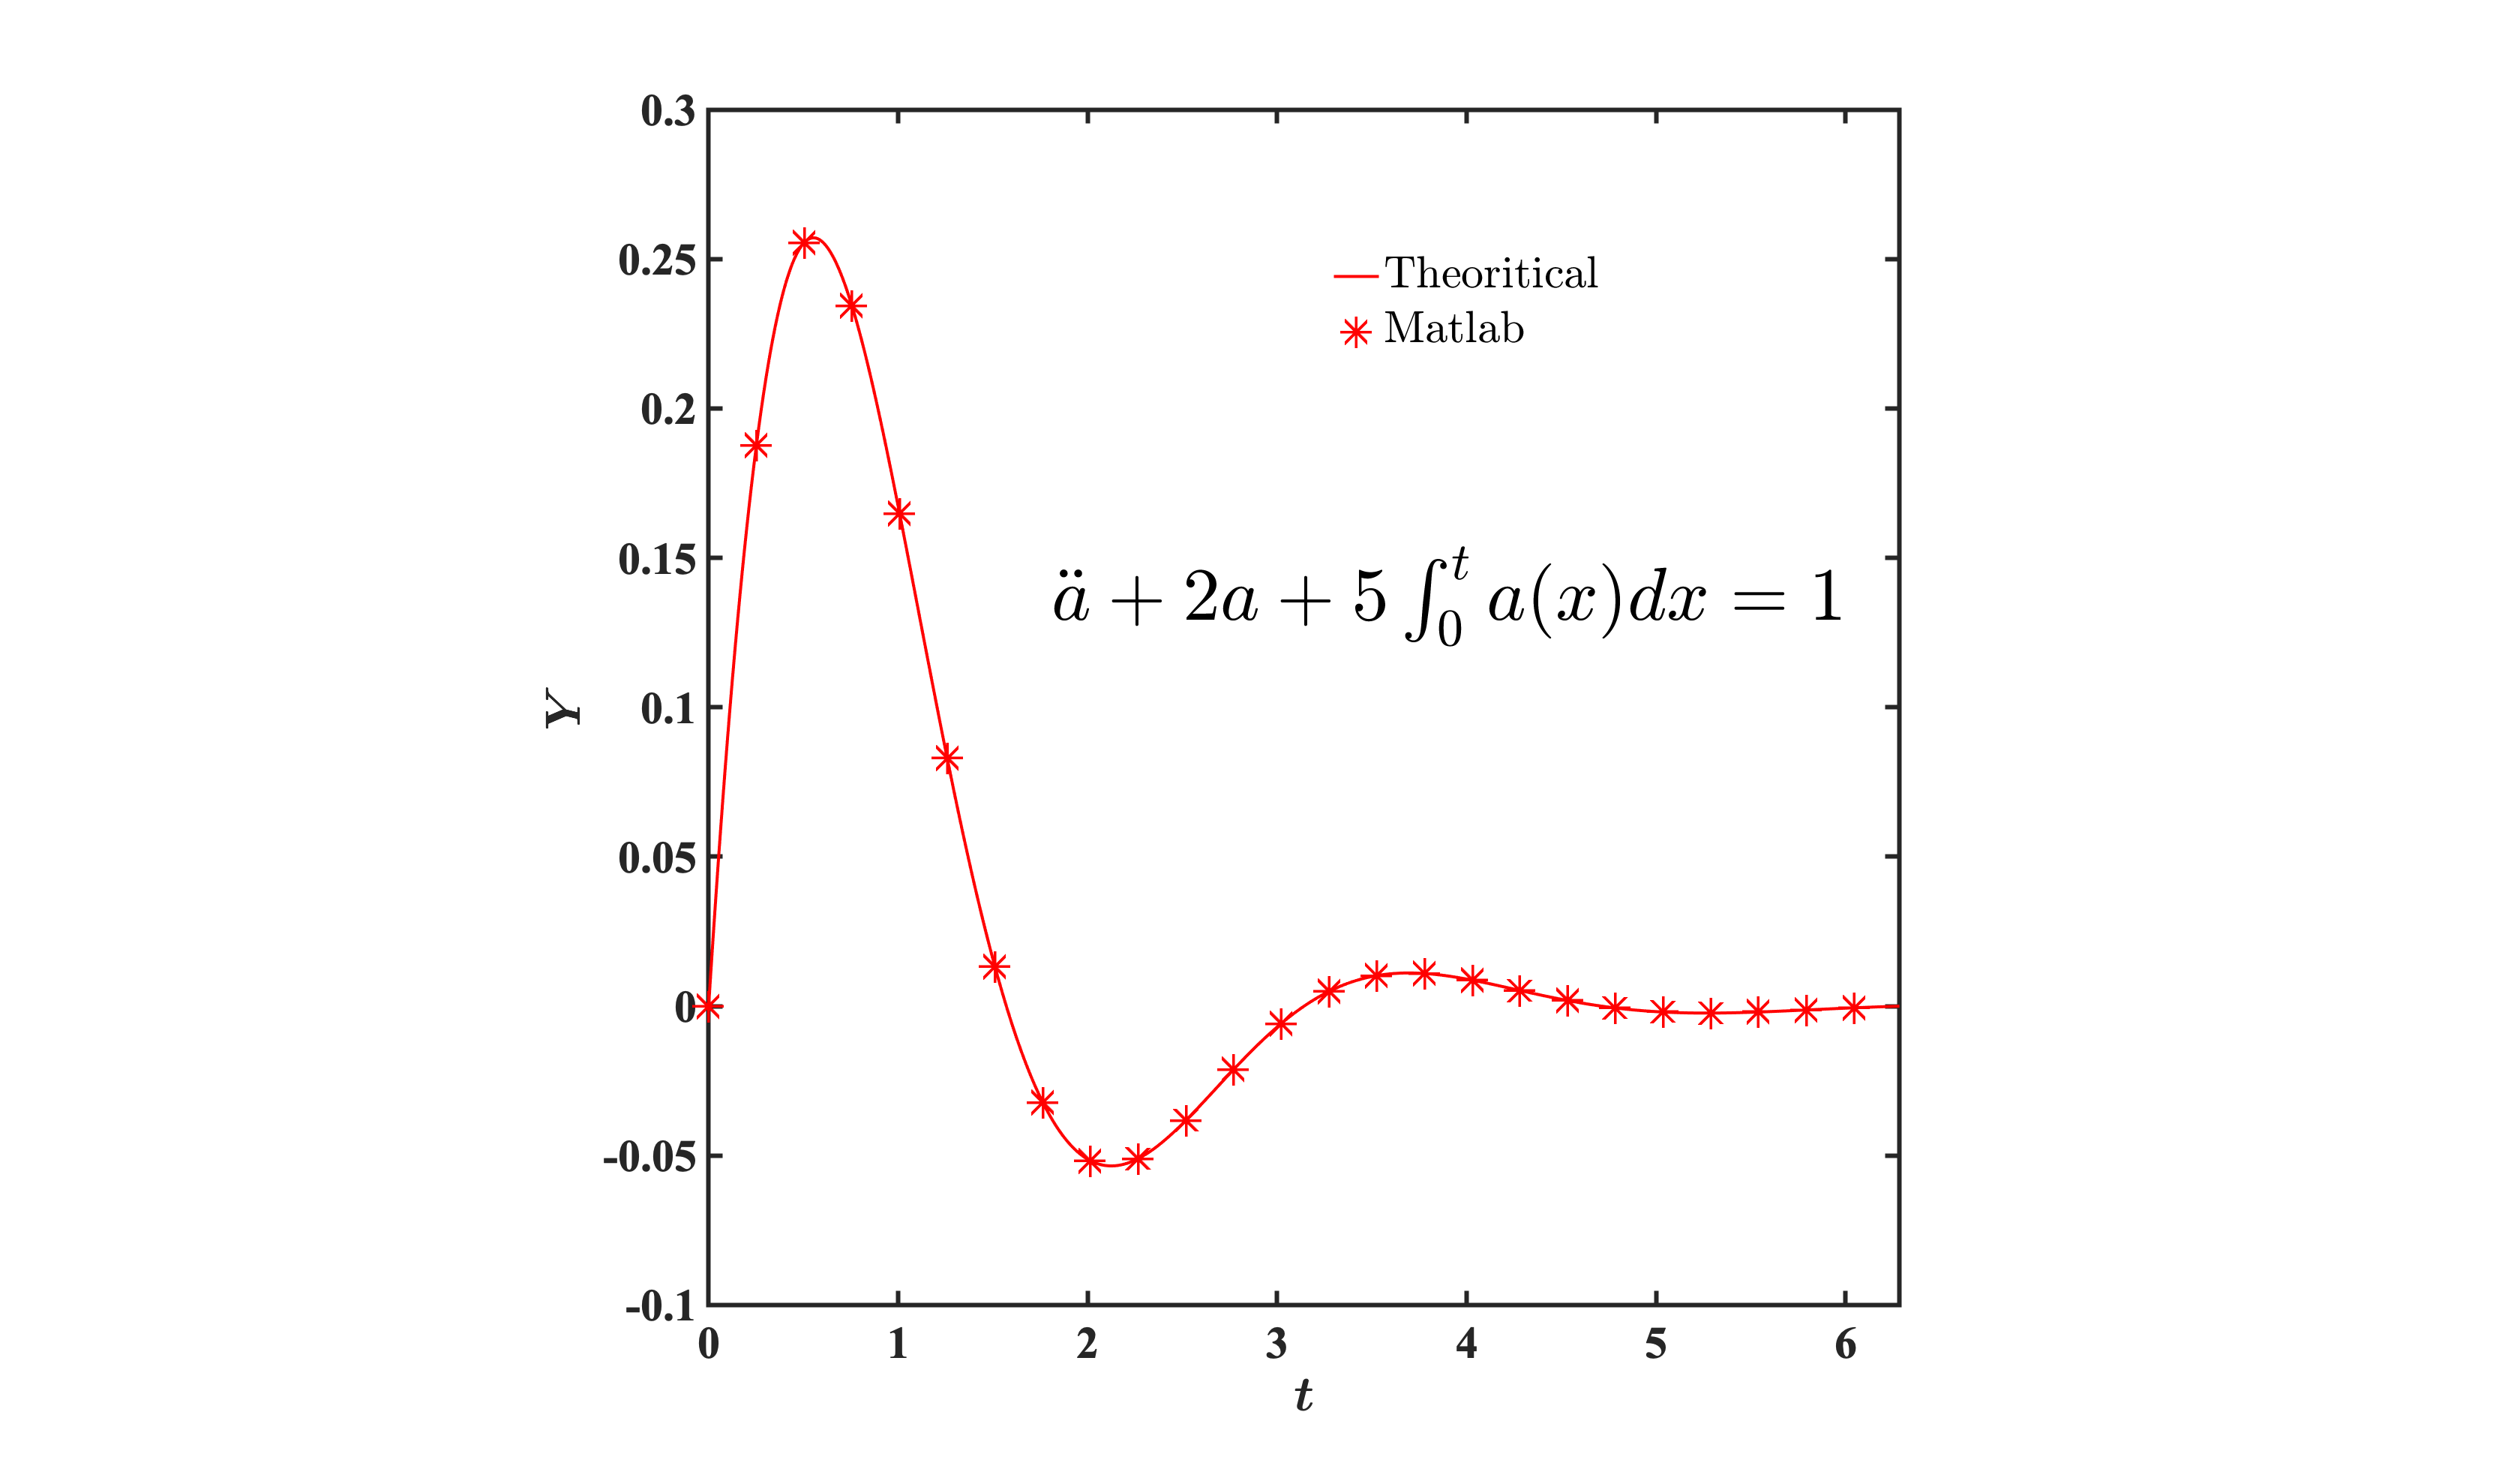 0.3
0.25
0.2
0.15
0.1
0.05
0
-0.05
-0.1
Y
Theoritical
Matlab
ä + 2a + 5 ∫₀ᵗ a(x)dx = 1
0 1 2 3 4 5 6
t